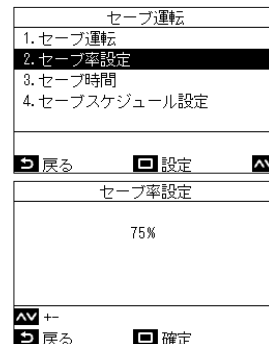 セーブ運転
1.セーブ運転
2.セーブ率設定
3.セーブ時間
4.セーブスケジュール設定
戻る 設定
セーブ率設定
75%
+-
戻る 確定